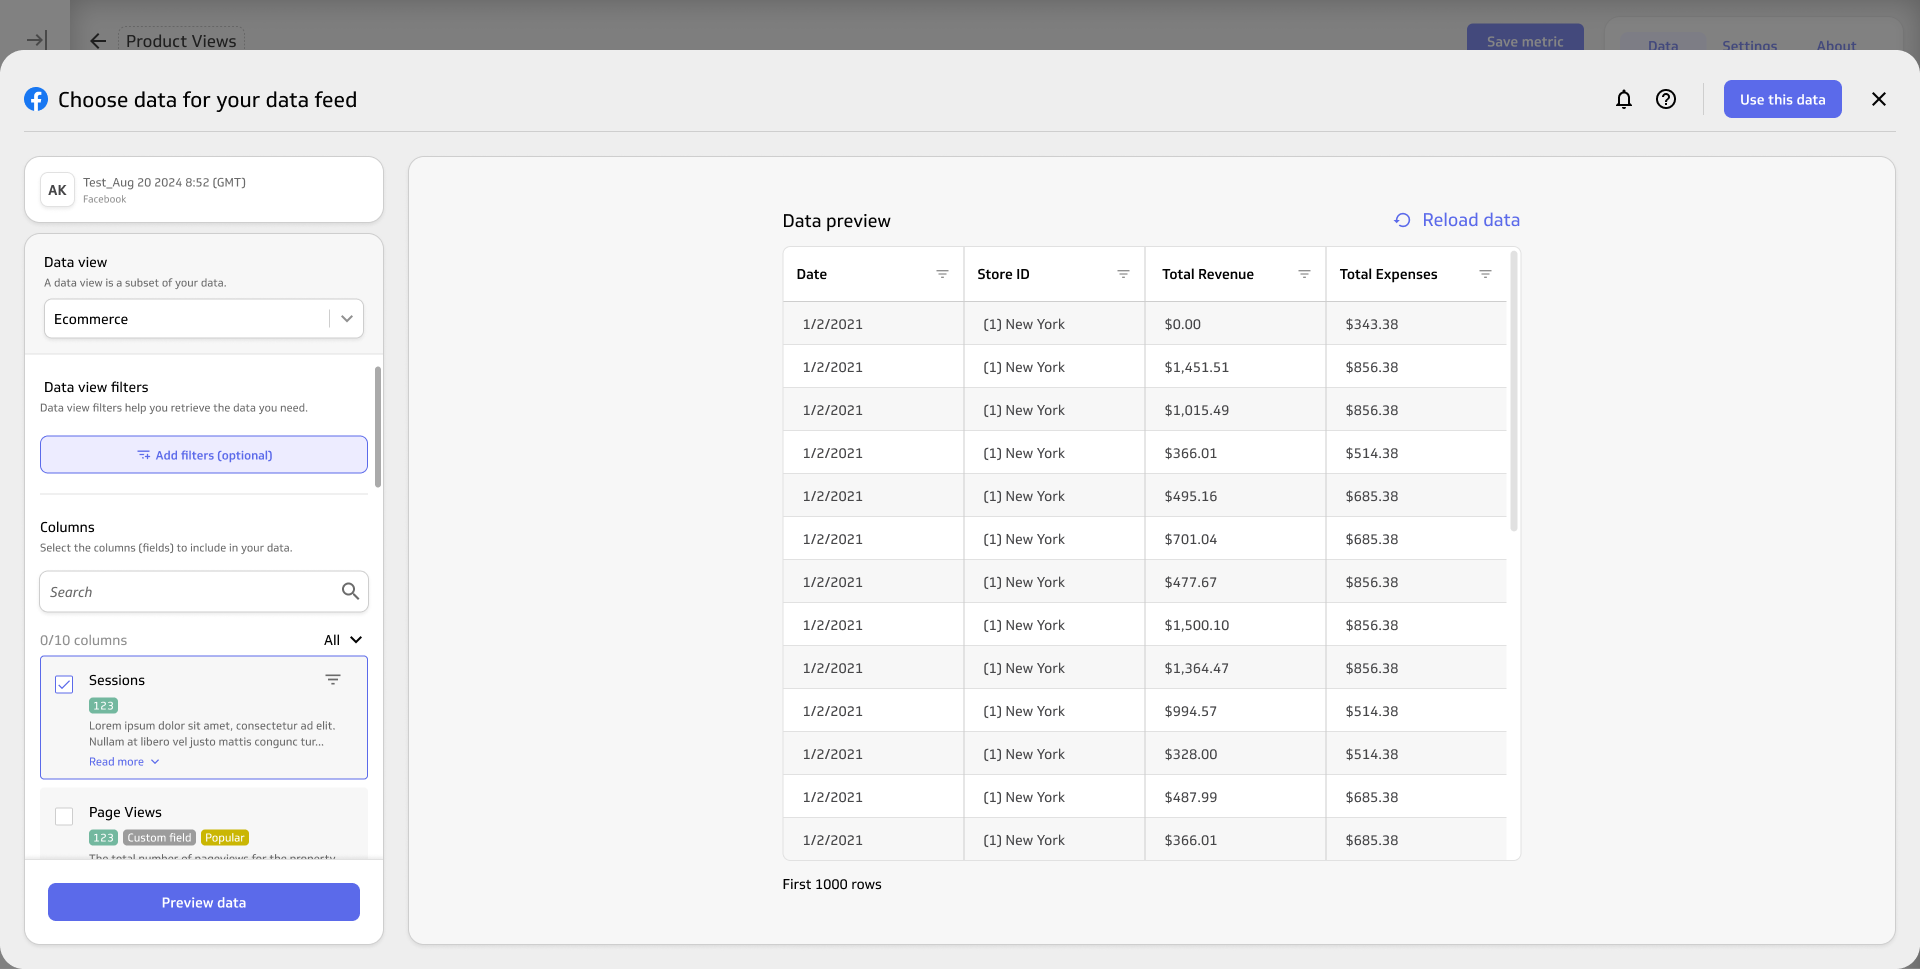 Product Views
Save metric
Data
Settings
About
Choose data for your data feed
Use this data
AK
Test_Aug 20 2024 8:52 (GMT)
Facebook
Data view
A data view is a subset of your data.
Ecommerce
Data view filters
Data view filters help you retrieve the data you need.
Add filters (optional)
Columns
Select the columns (fields) to include in your data.
Search
0/10 columns
All
Sessions
123
Lorem ipsum dolor sit amet, consectetur ad elit.
Nullam at libero vel justo mattis congunc tur...
Read more
Page Views
123 Custom field Popular
The total number of pageviews for the property
Preview data
Data preview
Reload data
Date Store ID Total Revenue Total Expenses
1/2/2021 (1) New York $0.00 $343.38
1/2/2021 (1) New York $1,451.51 $856.38
1/2/2021 (1) New York $1,015.49 $856.38
1/2/2021 (1) New York $366.01 $514.38
1/2/2021 (1) New York $495.16 $685.38
1/2/2021 (1) New York $701.04 $685.38
1/2/2021 (1) New York $477.67 $856.38
1/2/2021 (1) New York $1,500.10 $856.38
1/2/2021 (1) New York $1,364.47 $856.38
1/2/2021 (1) New York $994.57 $514.38
1/2/2021 (1) New York $328.00 $514.38
1/2/2021 (1) New York $487.99 $685.38
1/2/2021 (1) New York $366.01 $685.38
First 1000 rows